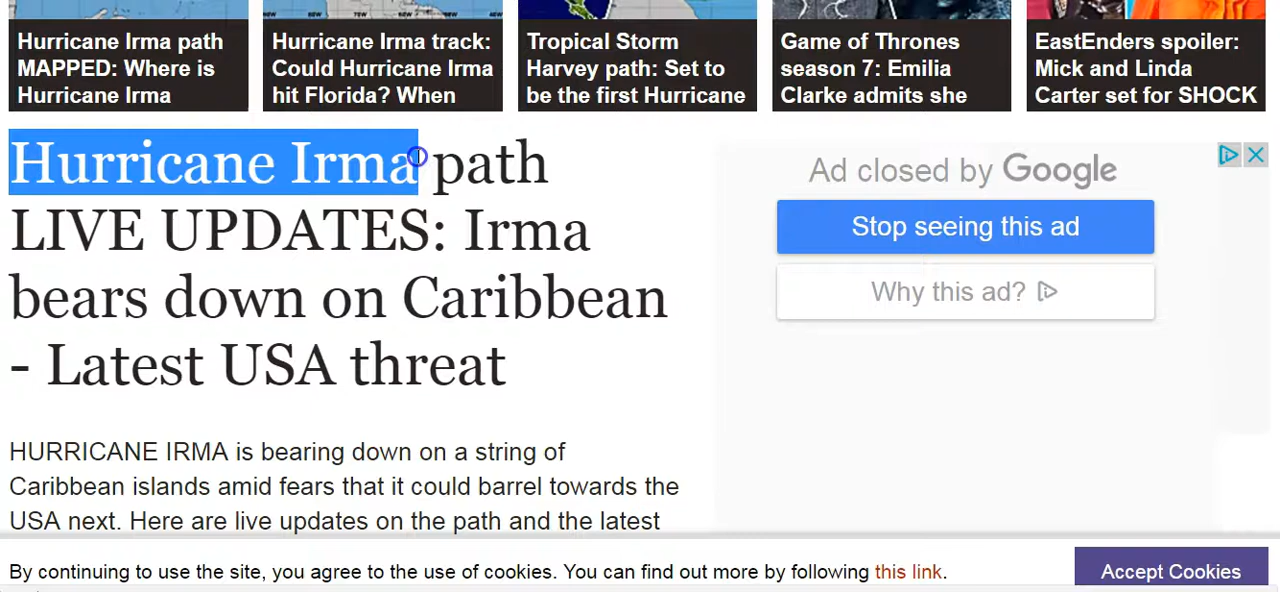 Hurricane Irma path
MAPPED: Where is
Hurricane Irma
Hurricane Irma track:
Could Hurricane Irma
hit Florida? When
Tropical Storm
Harvey path: Set to
be the first Hurricane
Game of Thrones
season 7: Emilia
Clarke admits she
EastEnders spoiler:
Mick and Linda
Carter set for SHOCK
Hurricane Irma path
LIVE UPDATES: Irma
bears down on Caribbean
- Latest USA threat
Ad closed by Google
Stop seeing this ad
Why this ad?
HURRICANE IRMA is bearing down on a string of
Caribbean islands amid fears that it could barrel towards the
USA next. Here are live updates on the path and the latest
By continuing to use the site, you agree to the use of cookies. You can find out more by following this link.
Accept Cookies